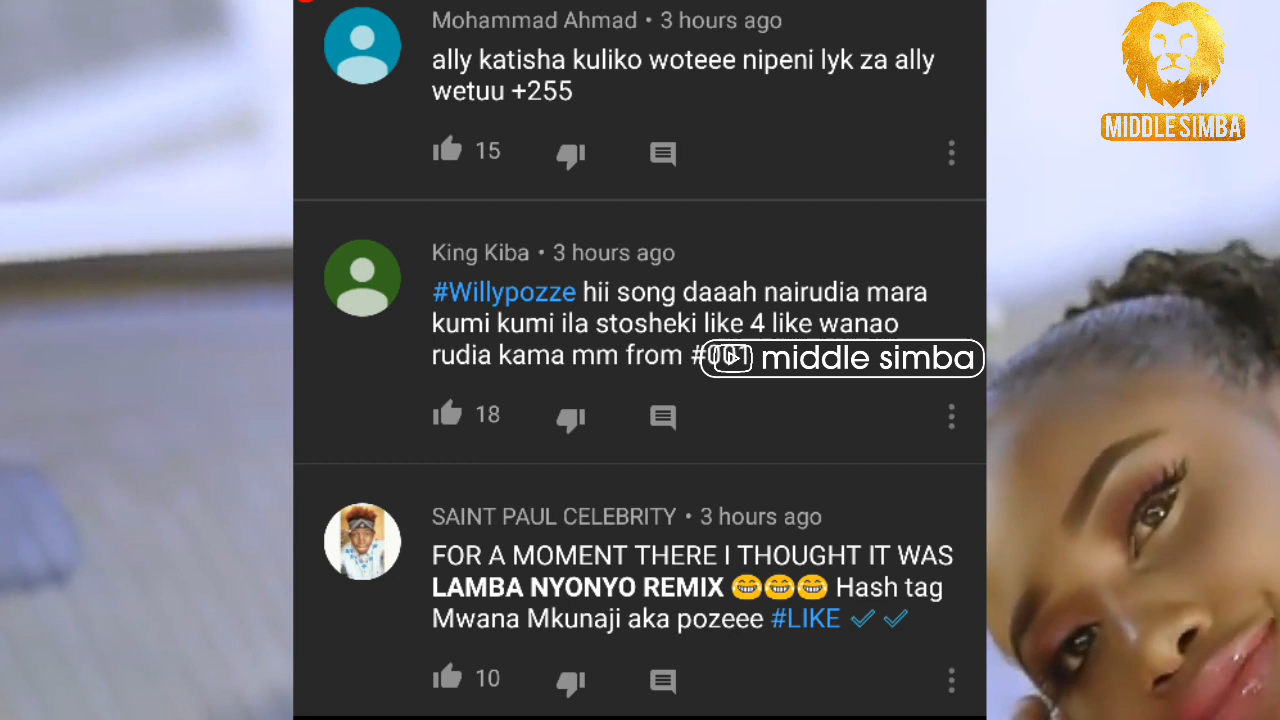 Mohammad Ahmad • 3 hours ago
ally katisha kuliko woteee nipeni lyk za ally
wetuu +255
15
King Kiba • 3 hours ago
#Willypozze hii song daaah nairudia mara
kumi kumi ila stosheki like 4 like wanao
rudia kama mm from #001
middle simba
18
SAINT PAUL CELEBRITY • 3 hours ago
FOR A MOMENT THERE I THOUGHT IT WAS
LAMBA NYONYO REMIX 😂😂😂 Hash tag
Mwana Mkunaji aka pozeee #LIKE ✓✓
10
MIDDLE SIMBA